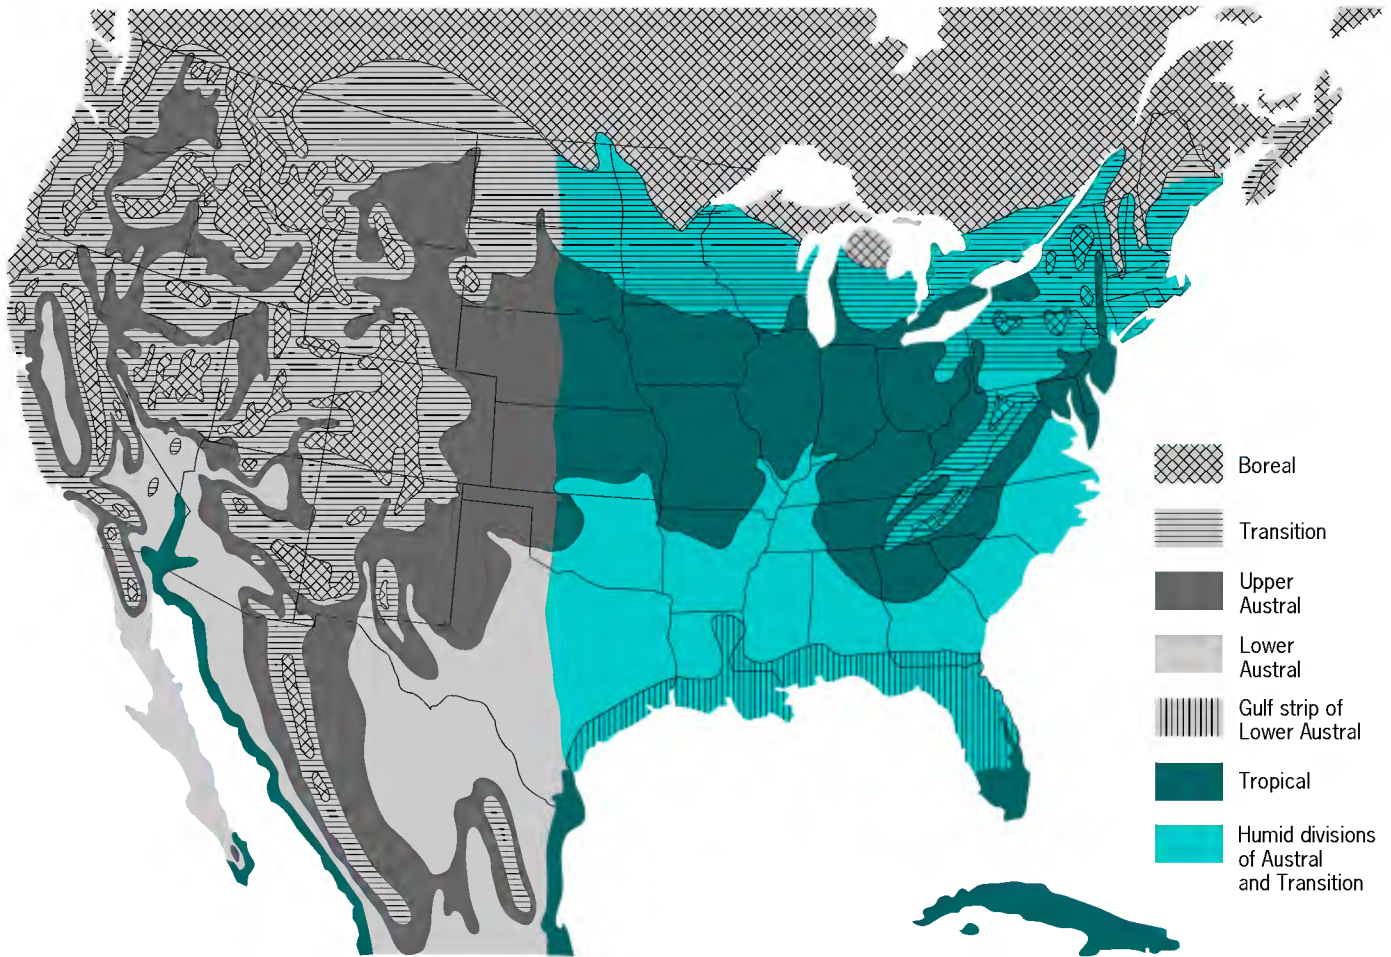 Boreal
Transition
Upper
Austral
Lower
Austral
Gulf strip of
Lower Austral
Tropical
Humid divisions
of Austral
and Transition